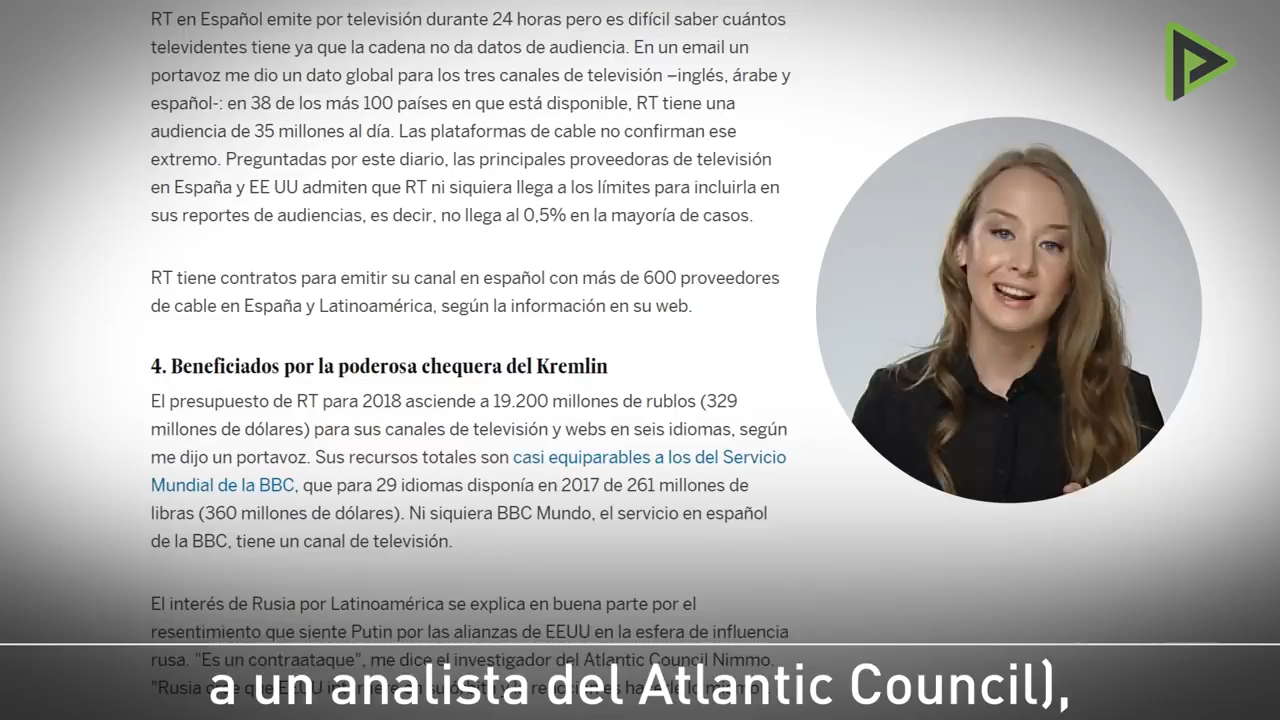 RT en Español emite por televisión durante 24 horas pero es difícil saber cuántos
televidentes tiene ya que la cadena no da datos de audiencia. En un email un
portavoz me dio un dato global para los tres canales de televisión –inglés, árabe y
español-: en 38 de los más 100 países en que está disponible, RT tiene una
audiencia de 35 millones al día. Las plataformas de cable no confirman ese
extremo. Preguntadas por este diario, las principales proveedoras de televisión
en España y EE UU admiten que RT ni siquiera llega a los límites para incluirla en
sus reportes de audiencias, es decir, no llega al 0,5% en la mayoría de casos.
RT tiene contratos para emitir su canal en español con más de 600 proveedores
de cable en España y Latinoamérica, según la información en su web.
4. Beneficiados por la poderosa chequera del Kremlin
El presupuesto de RT para 2018 asciende a 19.200 millones de rublos (329
millones de dólares) para sus canales de televisión y webs en seis idiomas, según
me dijo un portavoz. Sus recursos totales son casi equiparables a los del Servicio
Mundial de la BBC, que para 29 idiomas disponía en 2017 de 261 millones de
libras (360 millones de dólares). Ni siquiera BBC Mundo, el servicio en español
de la BBC, tiene un canal de televisión.
El interés de Rusia por Latinoamérica se explica en buena parte por el
resentimiento que siente Putin por las alianzas de EEUU en la esfera de influencia
rusa. "Es un contraataque", me dice el investigador del Atlantic Council Nimmo.
"Rusia
a un analista del Atlantic Council),